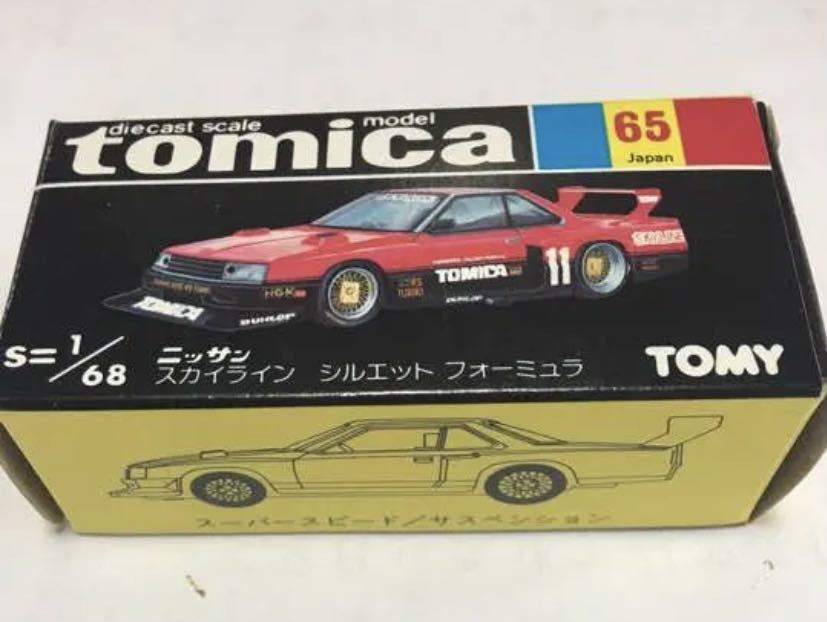 diecast scale model
tomica
65
Japan
SKYLINE
TOMICA
11
TOMICA
DUNLOP
DUNLOP
S=1/68
ニッサン
スカイライン シルエット フォーミュラ
TOMY
スーパースピード/サスペンション